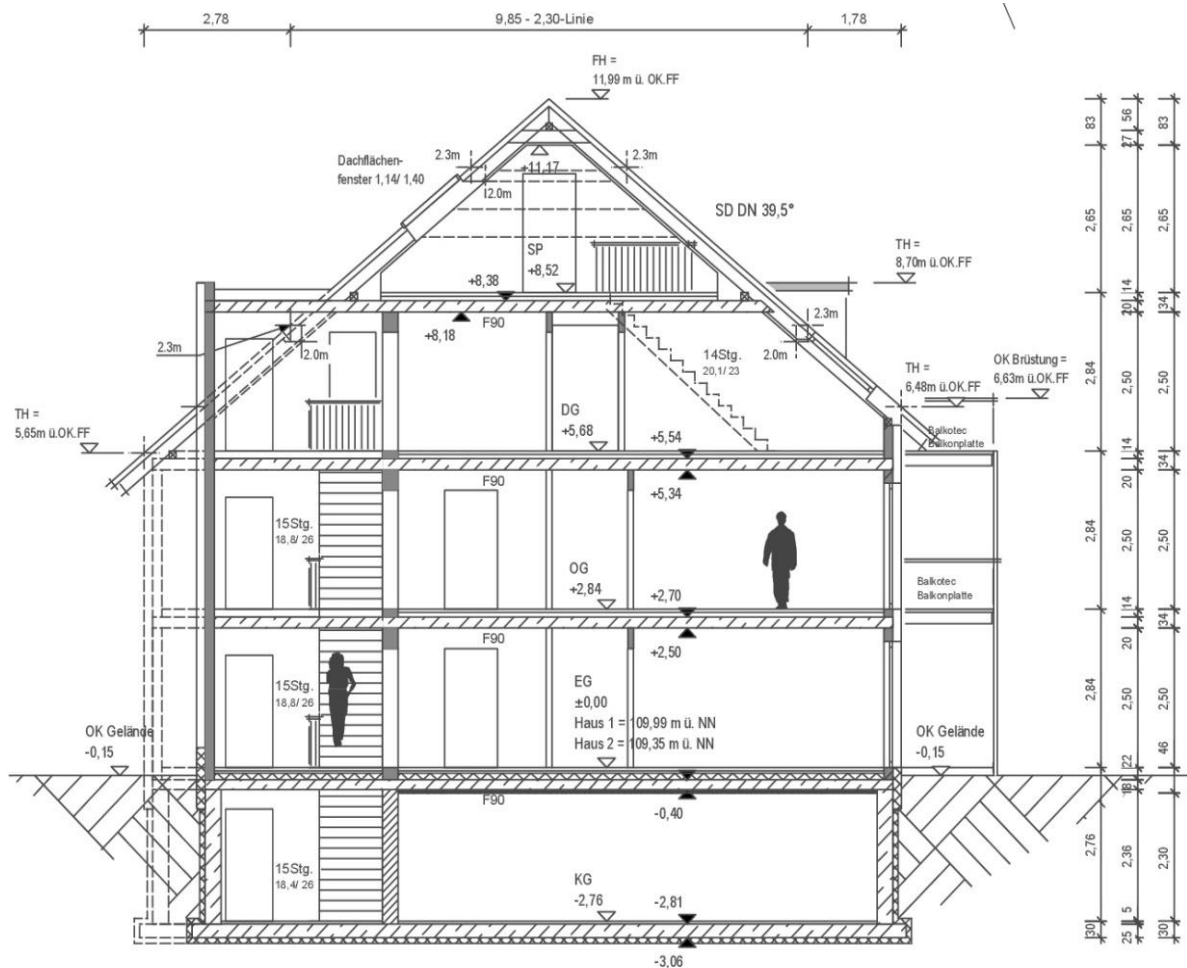 2,78
9,85 - 2,30-Linie
1,78
FH =
11,99 m ü. OK.FF
Dachflächen-
fenster 1,14/ 1,40
2.3m
2.0m
+11,17
2.3m
SD DN 39,5°
SP
+8,52
TH =
8,70m ü.OK.FF
+8,38
F90
+8,18
2.3m
2.0m
2.3m
2.0m
14Stg.
20,1/ 23
TH =
6,48m ü.OK.FF
OK Brüstung =
6,63m ü.OK.FF
TH =
5,65m ü.OK.FF
DG
+5,68
+5,54
Balkotec
Balkonplatte
F90
+5,34
15Stg.
18,8/ 26
OG
+2,84
+2,70
Balkotec
Balkonplatte
F90
+2,50
15Stg.
18,8/ 26
EG
±0,00
Haus 1 = 109,99 m ü. NN
Haus 2 = 109,35 m ü. NN
OK Gelände
-0,15
OK Gelände
-0,15
F90
-0,40
15Stg.
18,4/ 26
KG
-2,76
-2,81
-3,06
83
2,65
2,84
2,84
2,84
2,76
30
56
27
2,65
14
20
2,50
14
20
2,50
14
20
2,50
22
18
2,36
5
25
83
2,65
34
2,50
34
2,50
34
2,50
46
2,30
30